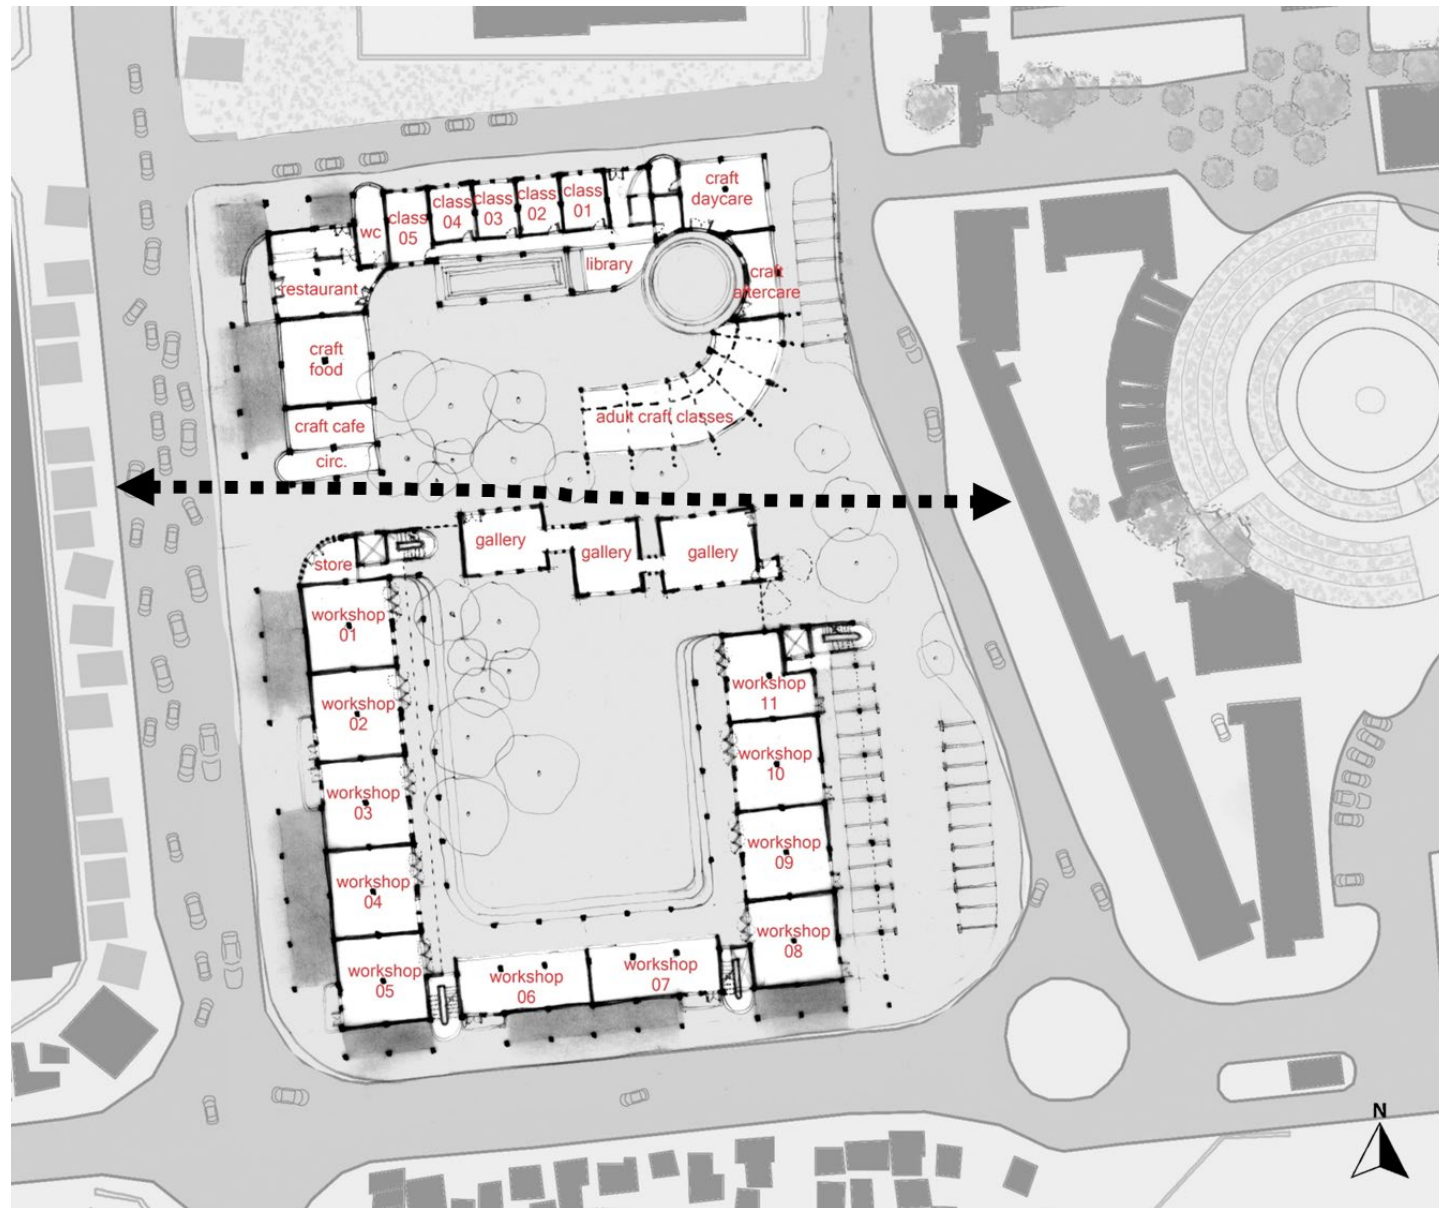 craft
daycare
class
01
class
02
class
03
class
04
class
05
wc
library
craft
aftercare
restaurant
craft
food
craft cafe
circ.
adult craft classes
gallery
gallery
gallery
store
workshop
01
workshop
02
workshop
03
workshop
04
workshop
05
workshop
06
workshop
07
workshop
08
workshop
09
workshop
10
workshop
11
N